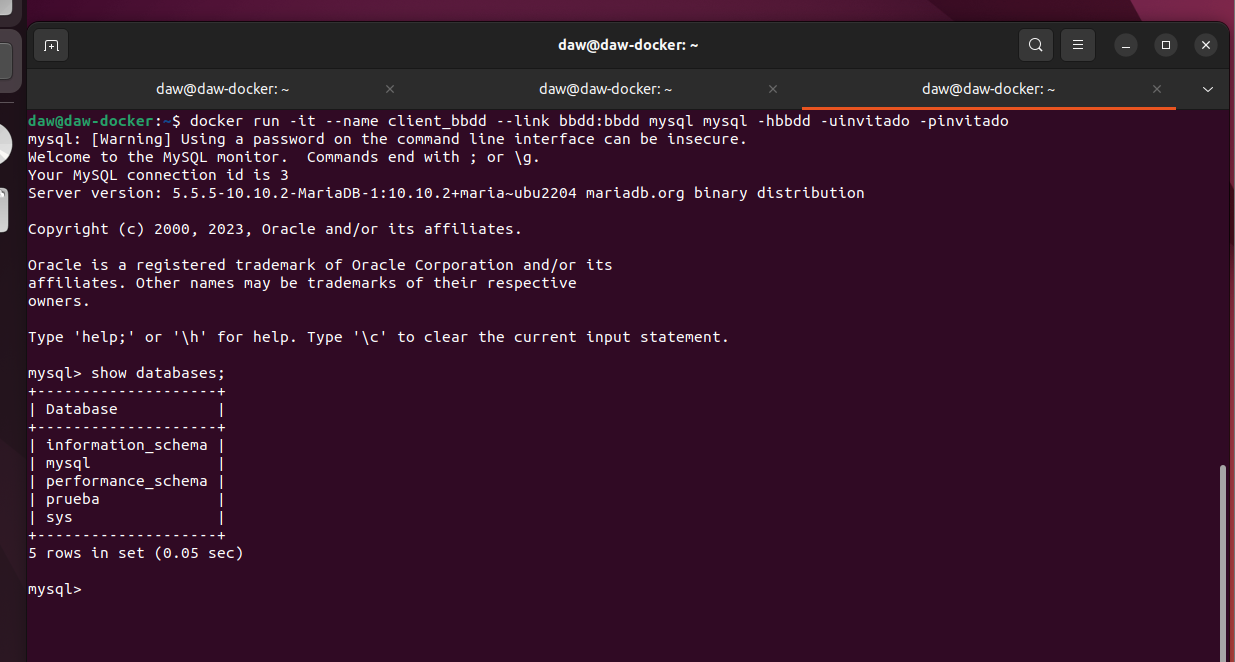 daw@daw-docker: ~
daw@daw-docker: ~ daw@daw-docker: ~ daw@daw-docker: ~
daw@daw-docker:~$ docker run -it --name client_bbdd --link bbdd:bbdd mysql mysql -hbbdd -uinvitado -pinvitado
mysql: [Warning] Using a password on the command line interface can be insecure.
Welcome to the MySQL monitor.  Commands end with ; or \g.
Your MySQL connection id is 3
Server version: 5.5.5-10.10.2-MariaDB-1:10.10.2+maria~ubu2204 mariadb.org binary distribution
Copyright (c) 2000, 2023, Oracle and/or its affiliates.
Oracle is a registered trademark of Oracle Corporation and/or its
affiliates. Other names may be trademarks of their respective
owners.
Type 'help;' or '\h' for help. Type '\c' to clear the current input statement.
mysql> show databases;
+--------------------+
| Database           |
+--------------------+
| information_schema |
| mysql              |
| performance_schema |
| prueba             |
| sys                |
+--------------------+
5 rows in set (0.05 sec)
mysql>